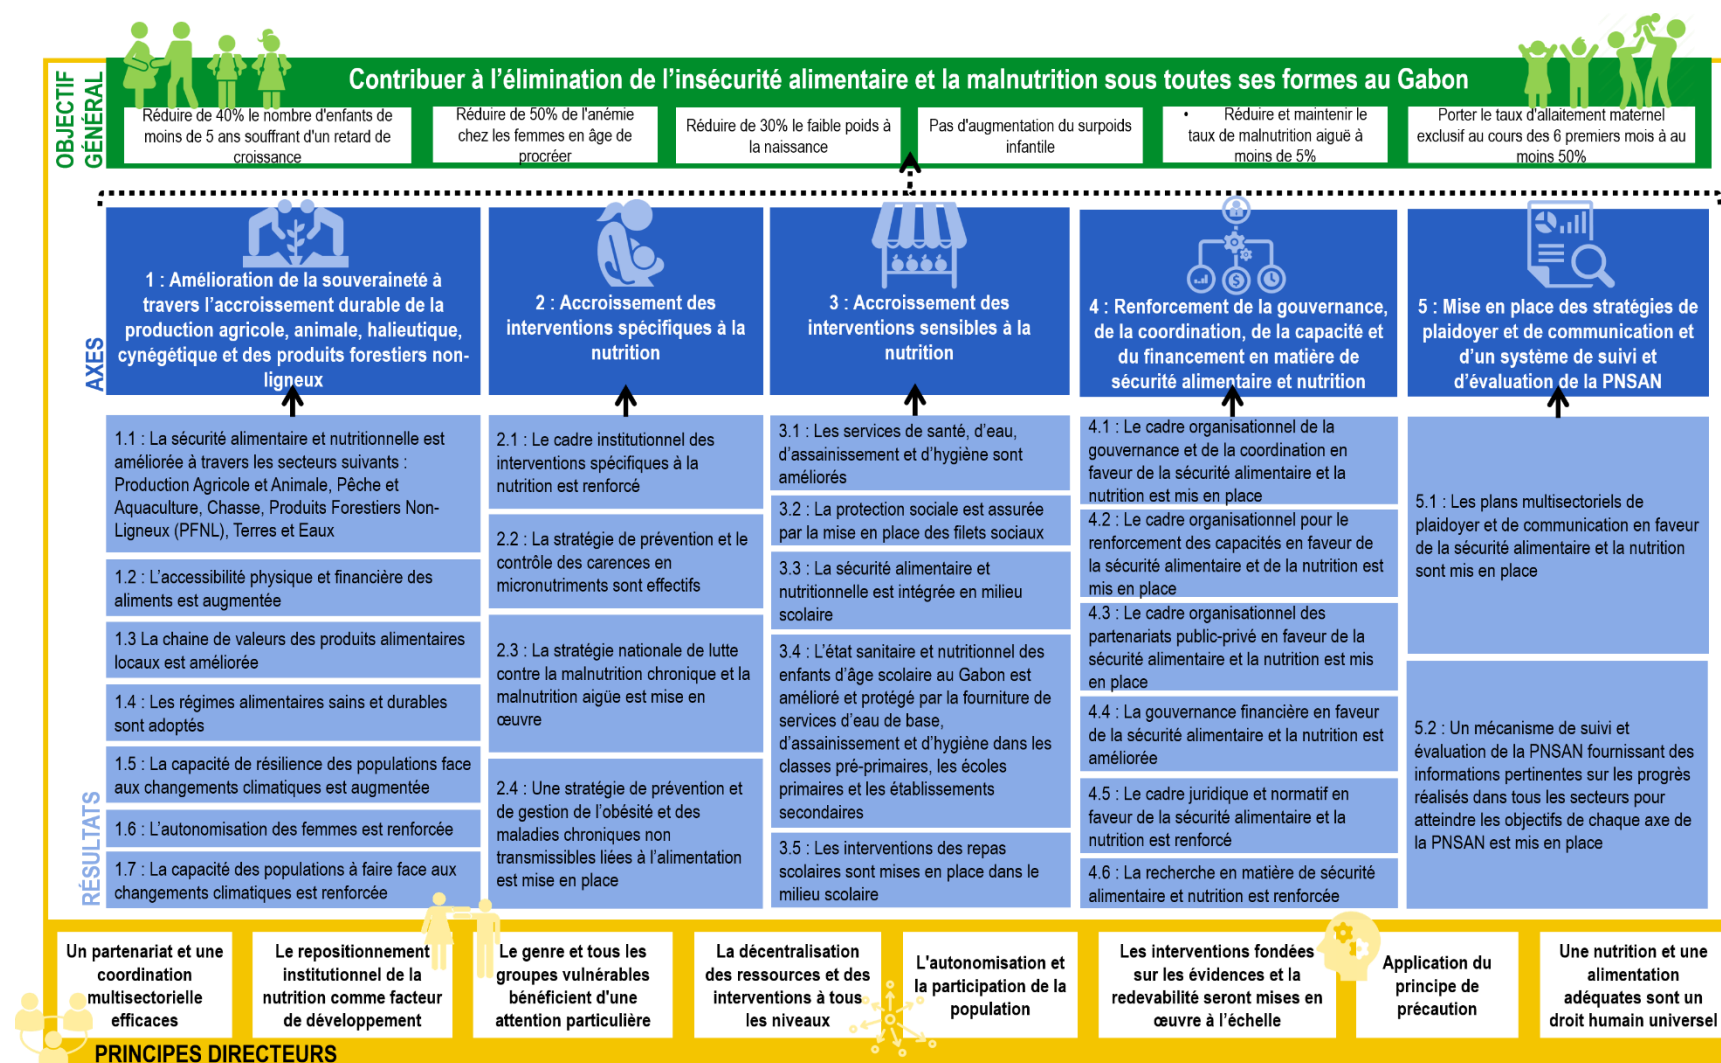 OBJECTIF
GÉNÉRAL
Contribuer à l'élimination de l'insécurité alimentaire et la malnutrition sous toutes ses formes au Gabon
Réduire de 40% le nombre d'enfants de
moins de 5 ans souffrant d'un retard de
croissance
Réduire de 50% de l'anémie
chez les femmes en âge de
procréer
Réduire de 30% le faible poids à
la naissance
Pas d'augmentation du surpoids
infantile
• Réduire et maintenir le
taux de malnutrition aiguë à
moins de 5%
Porter le taux d'allaitement maternel
exclusif au cours des 6 premiers mois à au
moins 50%
AXES
1 : Amélioration de la souveraineté à
travers l'accroissement durable de la
production agricole, animale, halieutique,
cynégétique et des produits forestiers non-
ligneux
2 : Accroissement des
interventions spécifiques à la
nutrition
3 : Accroissement des
interventions sensibles à la
nutrition
4 : Renforcement de la gouvernance,
de la coordination, de la capacité et
du financement en matière de
sécurité alimentaire et nutrition
5 : Mise en place des stratégies de
plaidoyer et de communication et
d'un système de suivi et
d'évaluation de la PNSAN
RÉSULTATS
1.1 : La sécurité alimentaire et nutritionnelle est
améliorée à travers les secteurs suivants :
Production Agricole et Animale, Pêche et
Aquaculture, Chasse, Produits Forestiers Non-
Ligneux (PFNL), Terres et Eaux
1.2 : L'accessibilité physique et financière des
aliments est augmentée
1.3 La chaine de valeurs des produits alimentaires
locaux est améliorée
1.4 : Les régimes alimentaires sains et durables
sont adoptés
1.5 : La capacité de résilience des populations face
aux changements climatiques est augmentée
1.6 : L'autonomisation des femmes est renforcée
1.7 : La capacité des populations à faire face aux
changements climatiques est renforcée
2.1 : Le cadre institutionnel des
interventions spécifiques à la
nutrition est renforcé
2.2 : La stratégie de prévention et le
contrôle des carences en
micronutriments sont effectifs
2.3 : La stratégie nationale de lutte
contre la malnutrition chronique et la
malnutrition aigüe est mise en
œuvre
2.4 : Une stratégie de prévention et
de gestion de l'obésité et des
maladies chroniques non
transmissibles liées à l'alimentation
est mise en place
3.1 : Les services de santé, d'eau,
d'assainissement et d'hygiène sont
améliorés
3.2 : La protection sociale est assurée
par la mise en place des filets sociaux
3.3 : La sécurité alimentaire et
nutritionnelle est intégrée en milieu
scolaire
3.4 : L'état sanitaire et nutritionnel des
enfants d'âge scolaire au Gabon est
amélioré et protégé par la fourniture de
services d'eau de base,
d'assainissement et d'hygiène dans les
classes pré-primaires, les écoles
primaires et les établissements
secondaires
3.5 : Les interventions des repas
scolaires sont mises en place dans le
milieu scolaire
4.1 : Le cadre organisationnel de la
gouvernance et de la coordination en
faveur de la sécurité alimentaire et la
nutrition est mis en place
4.2 : Le cadre organisationnel pour le
renforcement des capacités en faveur de
la sécurité alimentaire et de la nutrition est
mis en place
4.3 : Le cadre organisationnel des
partenariats public-privé en faveur de la
sécurité alimentaire et la nutrition est mis
en place
4.4 : La gouvernance financière en faveur
de la sécurité alimentaire et la nutrition est
améliorée
4.5 : Le cadre juridique et normatif en
faveur de la sécurité alimentaire et la
nutrition est renforcé
4.6 : La recherche en matière de sécurité
alimentaire et nutrition est renforcée
5.1 : Les plans multisectoriels de
plaidoyer et de communication en faveur
de la sécurité alimentaire et la nutrition
sont mis en place
5.2 : Un mécanisme de suivi et
évaluation de la PNSAN fournissant des
informations pertinentes sur les progrès
réalisés dans tous les secteurs pour
atteindre les objectifs de chaque axe de
la PNSAN est mis en place
Un partenariat et une
coordination
multisectorielle
efficaces
Le repositionnement
institutionnel de la
nutrition comme facteur
de développement
Le genre et tous les
groupes vulnérables
bénéficient d'une
attention particulière
La décentralisation
des ressources et des
interventions à tous
les niveaux
L'autonomisation et
la participation de la
population
Les interventions fondées
sur les évidences et la
redevabilité seront mises en
œuvre à l'échelle
Application du
principe de
précaution
Une nutrition et une
alimentation
adéquates sont un
droit humain universel
PRINCIPES DIRECTEURS